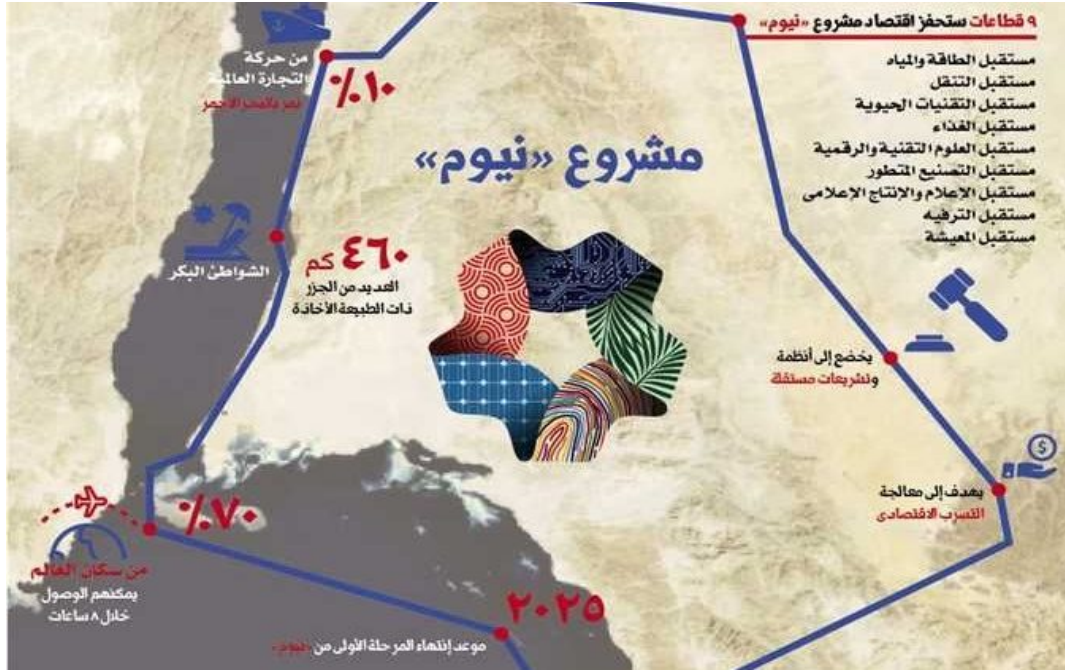 ٩ قطاعات ستحفز اقتصاد مشروع «نيوم»
مستقبل الطاقة والمياه
مستقبل التنقل
مستقبل التقنيات الحيوية
مستقبل الغذاء
مستقبل العلوم التقنية والرقمية
مستقبل التصنيع المتطور
مستقبل الإعلام والإنتاج الإعلامى
مستقبل الترفيه
مستقبل المعيشة
مشروع «نيوم»
١٠٪
من حركة
التجارة العالمية
تمر بالبحر الأحمر
الشواطئ البكر
٤٦٠ كم
العديد من الجزر
ذات الطبيعة الأخاذة
يخضع إلى أنظمة
وتشريعات مستقلة
يهدف إلى معالجة
التسرب الاقتصادى
٧٠٪
من سكان العالم
يمكنهم الوصول
خلال ٨ ساعات
٢٠٢٥
موعد إنتهاء المرحلة الأولى من «نيوم»